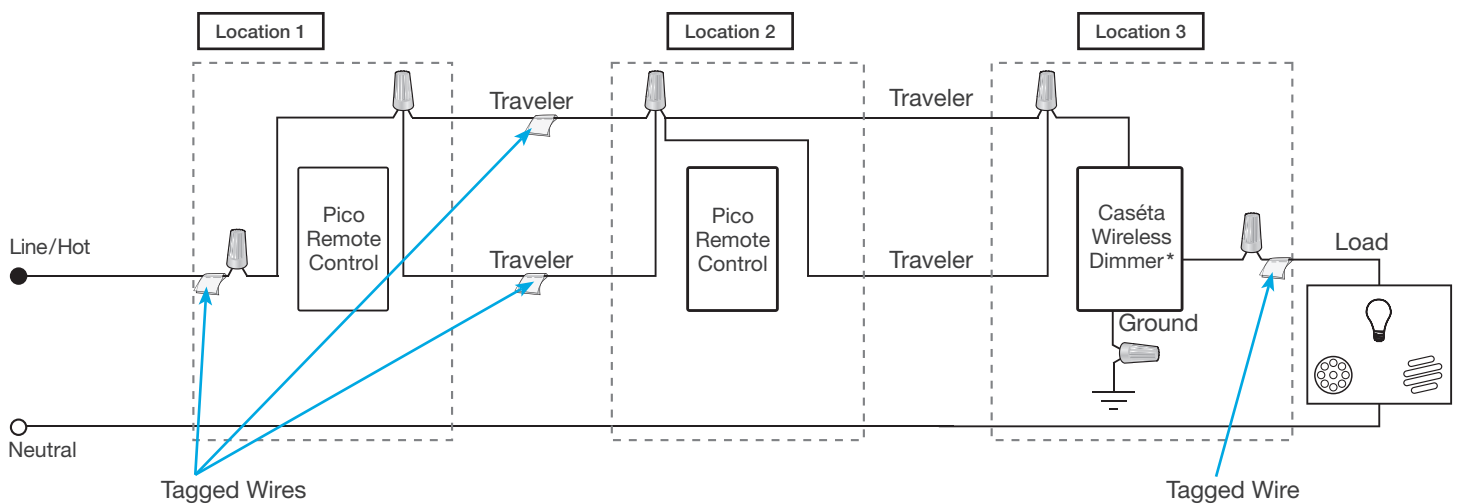 Location 1
Location 2
Location 3
Traveler
Traveler
Line/Hot
Pico
Remote
Control
Traveler
Pico
Remote
Control
Traveler
Caséta
Wireless
Dimmer*
Load
Ground
Neutral
Tagged Wires
Tagged Wire